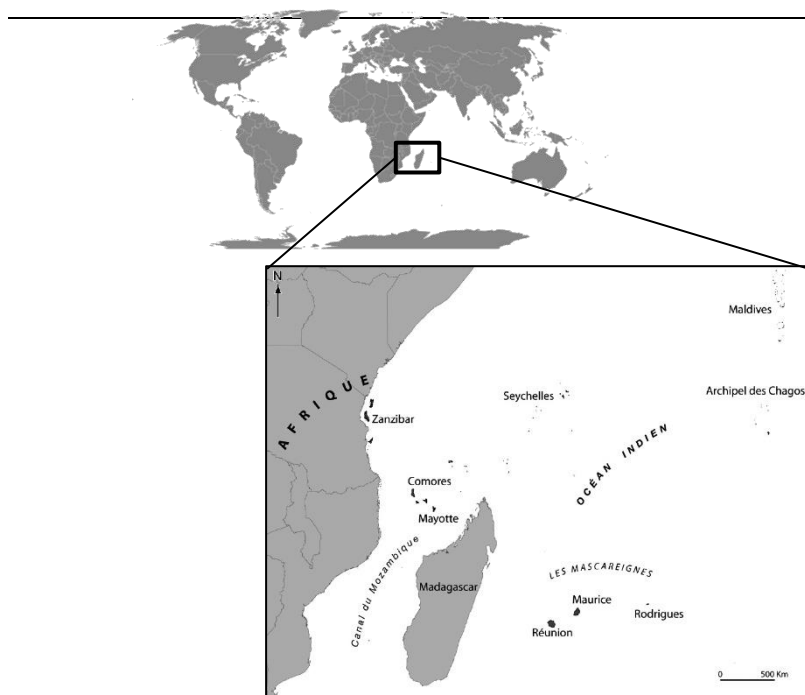 N
Maldives
AFRIQUE
Seychelles
Archipel des Chagos
Zanzibar
OCÉAN INDIEN
Comores
Mayotte
Canal du Mozambique
Madagascar
LES MASCAREIGNES
Maurice
Rodrigues
Réunion
0 500 Km